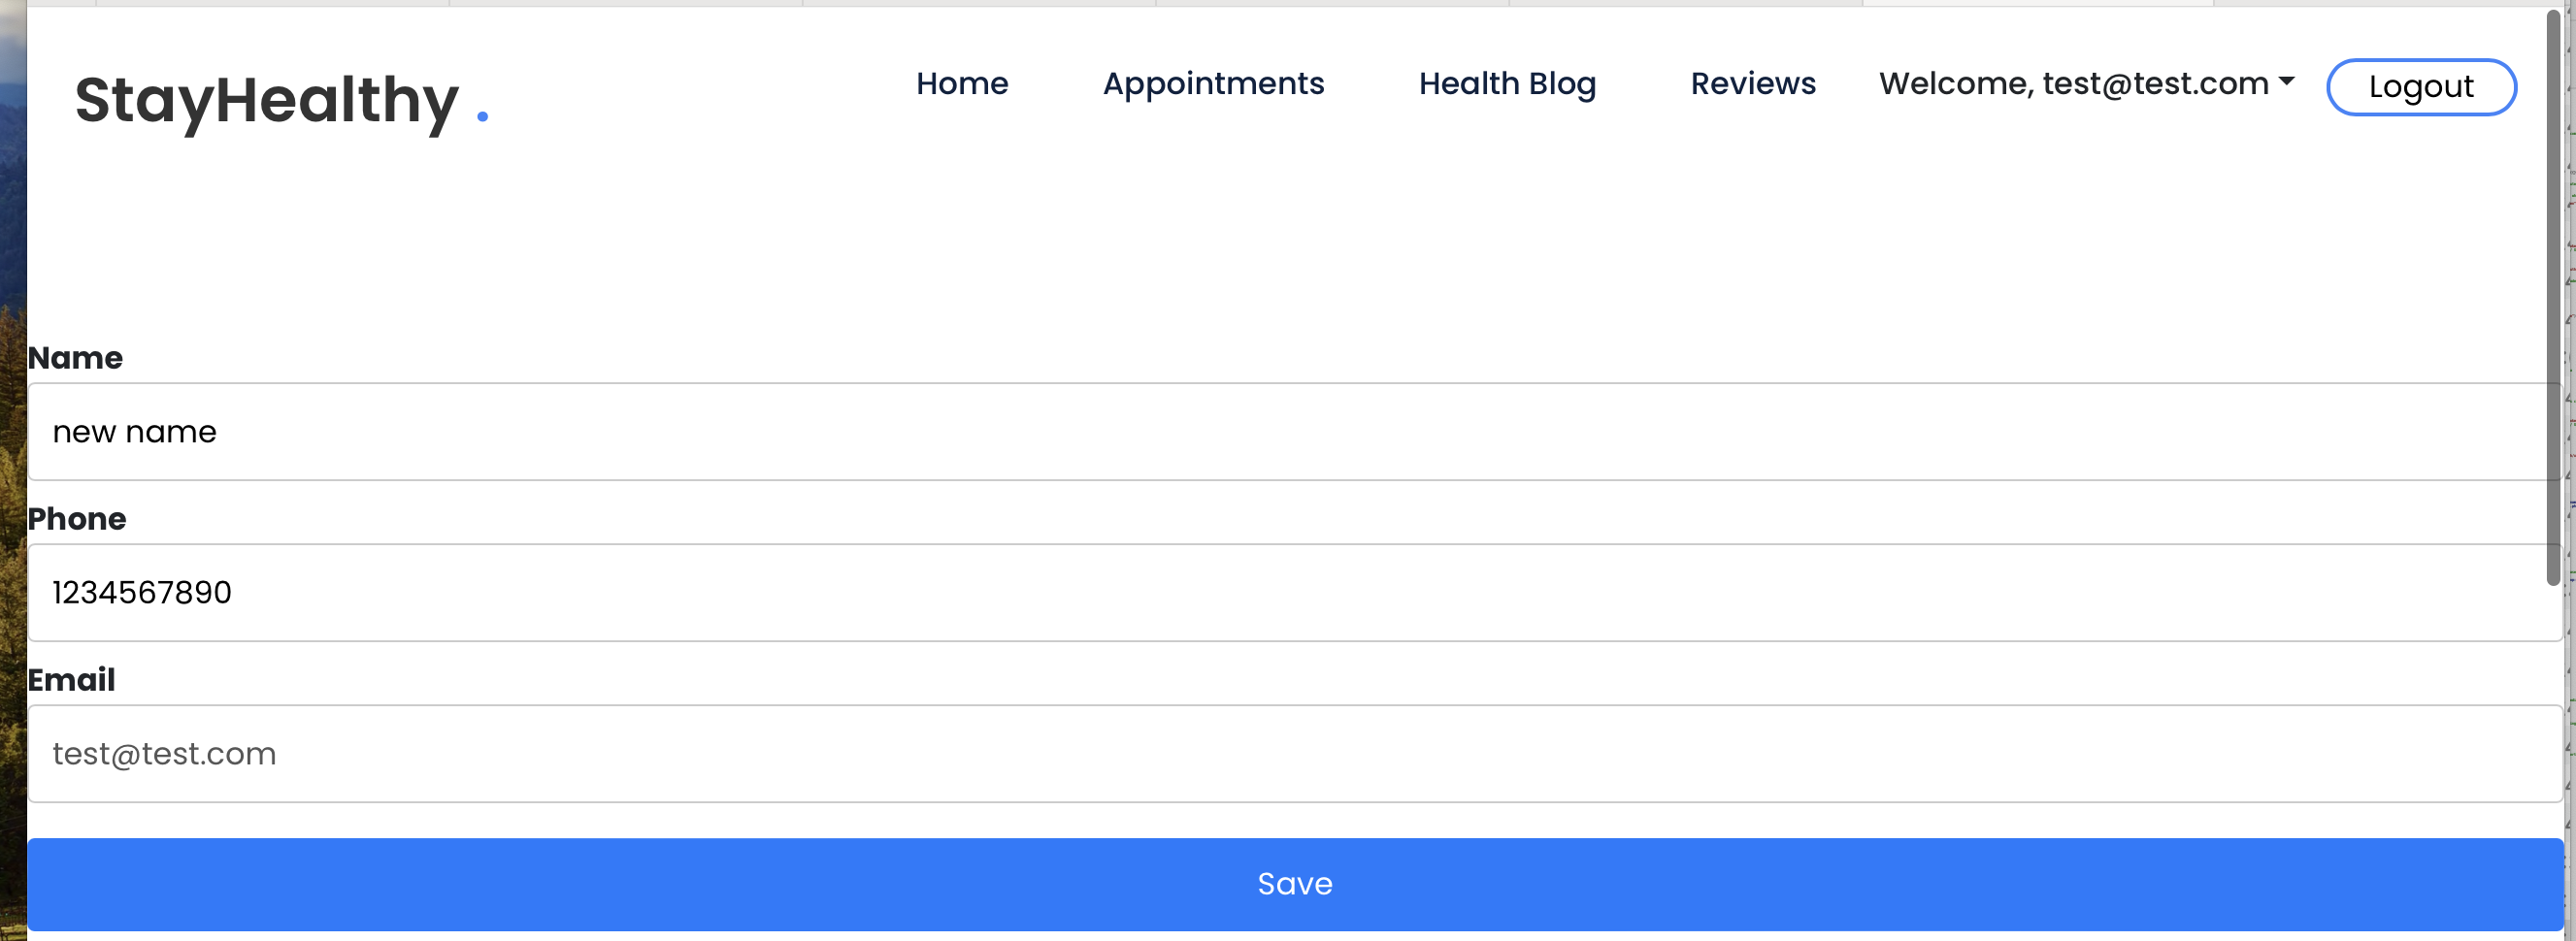 StayHealthy .
Home Appointments Health Blog Reviews Welcome, test@test.com Logout
Name
new name
Phone
1234567890
Email
test@test.com
Save